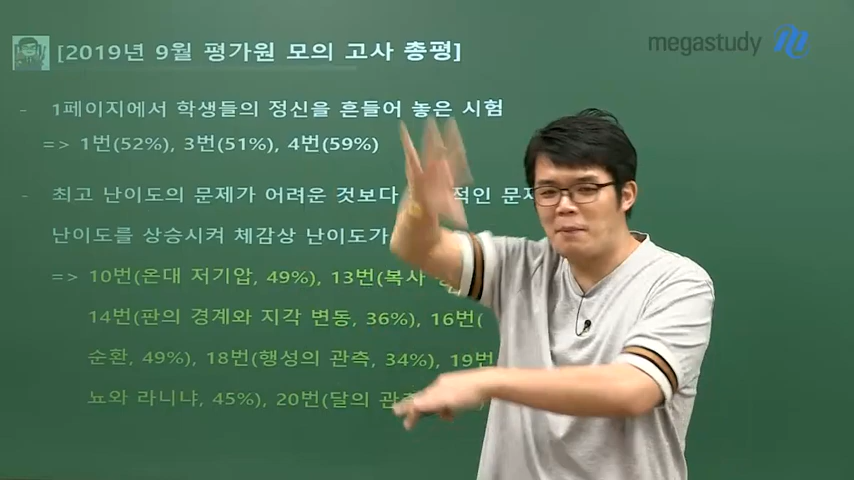 [2019년 9월 평가원 모의 고사 총평]
megastudy
- 1페이지에서 학생들의 정신을 흔들어 놓은 시험
=> 1번(52%), 3번(51%), 4번(59%)
- 최고 난이도의 문제가 어려운 것보다 적인 문제
난이도를 상승시켜 체감상 난이도가
=> 10번(온대 저기압, 49%), 13번(복사
14번(판의 경계와 지각 변동, 36%), 16번(
순환, 49%), 18번(행성의 관측, 34%), 19번
뇨와 라니냐, 45%), 20번(달의 관측